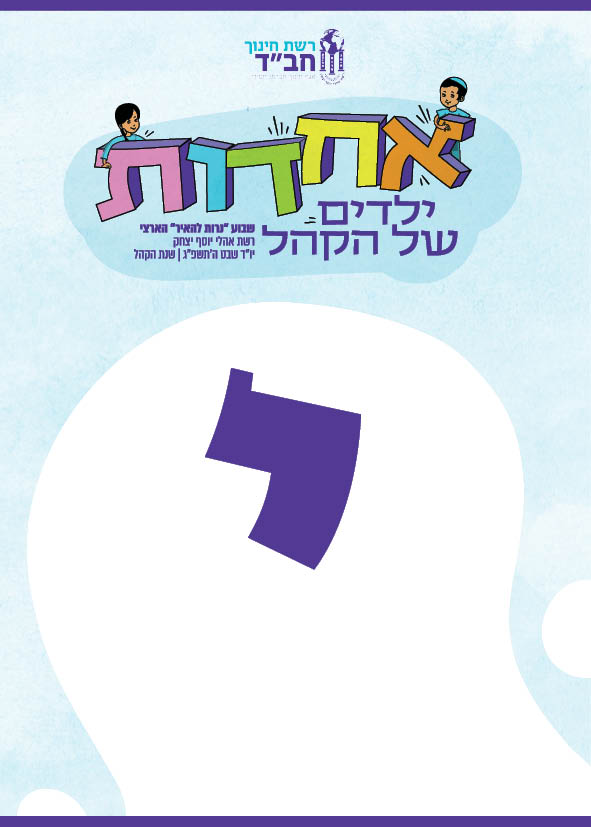 רשת חינוך
חב״ד
אחדות
ילדים
של הקהל
שבוע "נרות להאיר" הארצי
רשת אהלי יוסף יצחק
יו"ד שבט ה'תשפ"ג | שנת הקהל
י